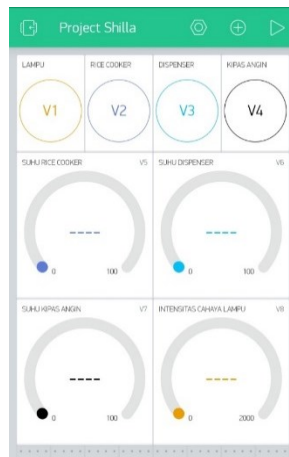 Project Shilla
LAMPU RICE COOKER DISPENSER KIPAS ANGIN
V1 V2 V3 V4
SUHU RICE COOKER V5 SUHU DISPENSER V6
----
----
0 100 0 100
SUHU KIPAS ANGIN V7 INTENSITAS CAHAYA LAMPU V8
----
----
0 100 0 2000